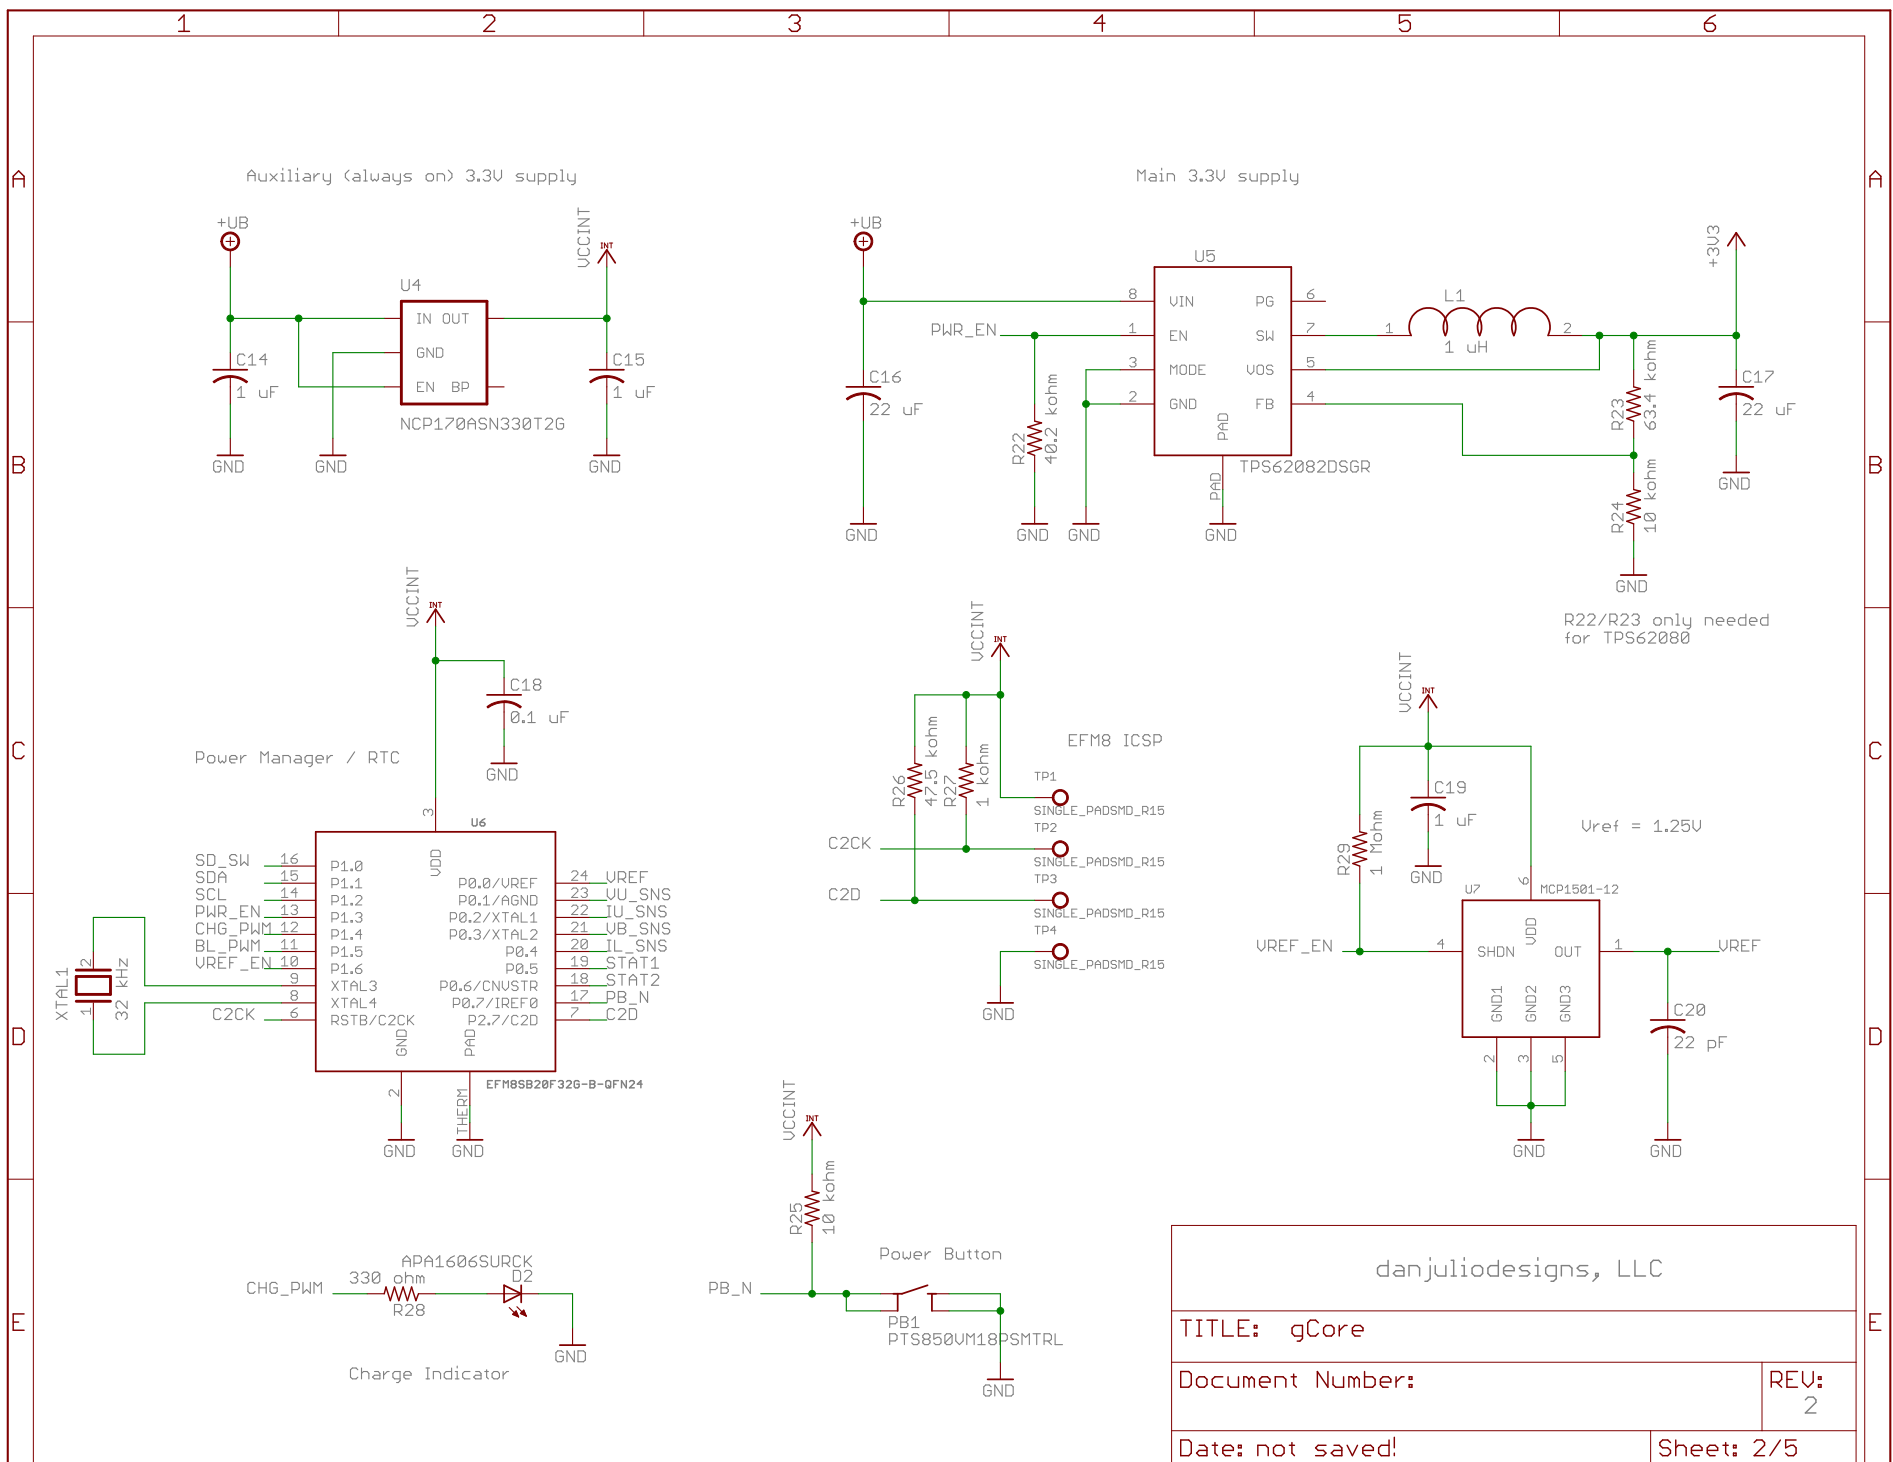 1 2 3 4 5 6
A A
B B
C C
D D
E E
Auxiliary (always on) 3.3V supply
+UB
VCCINT
INT
U4
IN OUT
GND
EN BP
NCP170ASN330T2G
C14
1 uF
C15
1 uF
GND
GND
GND
Main 3.3V supply
+UB
+3V3
U5
8 VIN PG 6
PWR_EN 1 EN SW 7
3 MODE VOS 5
2 GND FB 4
PAD
PAD
TPS62082DSGR
1 L1 2
1 uH
C16
22 uF
R22
40.2 kohm
R23
63.4 kohm
R24
10 kohm
C17
22 uF
GND
GND
GND
GND
GND
GND
R22/R23 only needed
for TPS62080
VCCINT
INT
C18
0.1 uF
GND
Power Manager / RTC
3
U6
VDD
SD_SW 16 P1.0
SDA 15 P1.1
SCL 14 P1.2
PWR_EN 13 P1.3
CHG_PWM 12 P1.4
BL_PWM 11 P1.5
VREF_EN 10 P1.6
9 XTAL3
8 XTAL4
C2CK 6 RSTB/C2CK
P0.0/VREF 24 VREF
P0.1/AGND 23 VU_SNS
P0.2/XTAL1 22 IU_SNS
P0.3/XTAL2 21 VB_SNS
P0.4 20 IL_SNS
P0.5 19 STAT1
P0.6/CNVSTR 18 STAT2
P0.7/IREF0 17 PB_N
P2.7/C2D 7 C2D
GND
PAD
2
THERM
EFM8SB20F32G-B-QFN24
GND
GND
XTAL1
32 kHz
2
1
VCCINT
INT
R26
47.5 kohm
R27
1 kohm
EFM8 ICSP
TP1
SINGLE_PADSMD_R15
TP2
SINGLE_PADSMD_R15
TP3
SINGLE_PADSMD_R15
TP4
SINGLE_PADSMD_R15
C2CK
C2D
GND
VCCINT
INT
C19
1 uF
GND
R29
1 Mohm
Vref = 1.25V
6
U7
MCP1501-12
VREF_EN 4 SHDN
VDD
OUT 1 VREF
GND1
GND2
GND3
2
3
5
C20
22 pF
GND
GND
VCCINT
INT
R25
10 kohm
Power Button
PB_N
PB1
PTS850VM18PSMTRL
GND
APA1606SURCK
D2
330 ohm
R28
CHG_PWM
GND
Charge Indicator
danjuliodesigns, LLC
TITLE: gCore
Document Number:
REV:
2
Date: not saved!
Sheet: 2/5